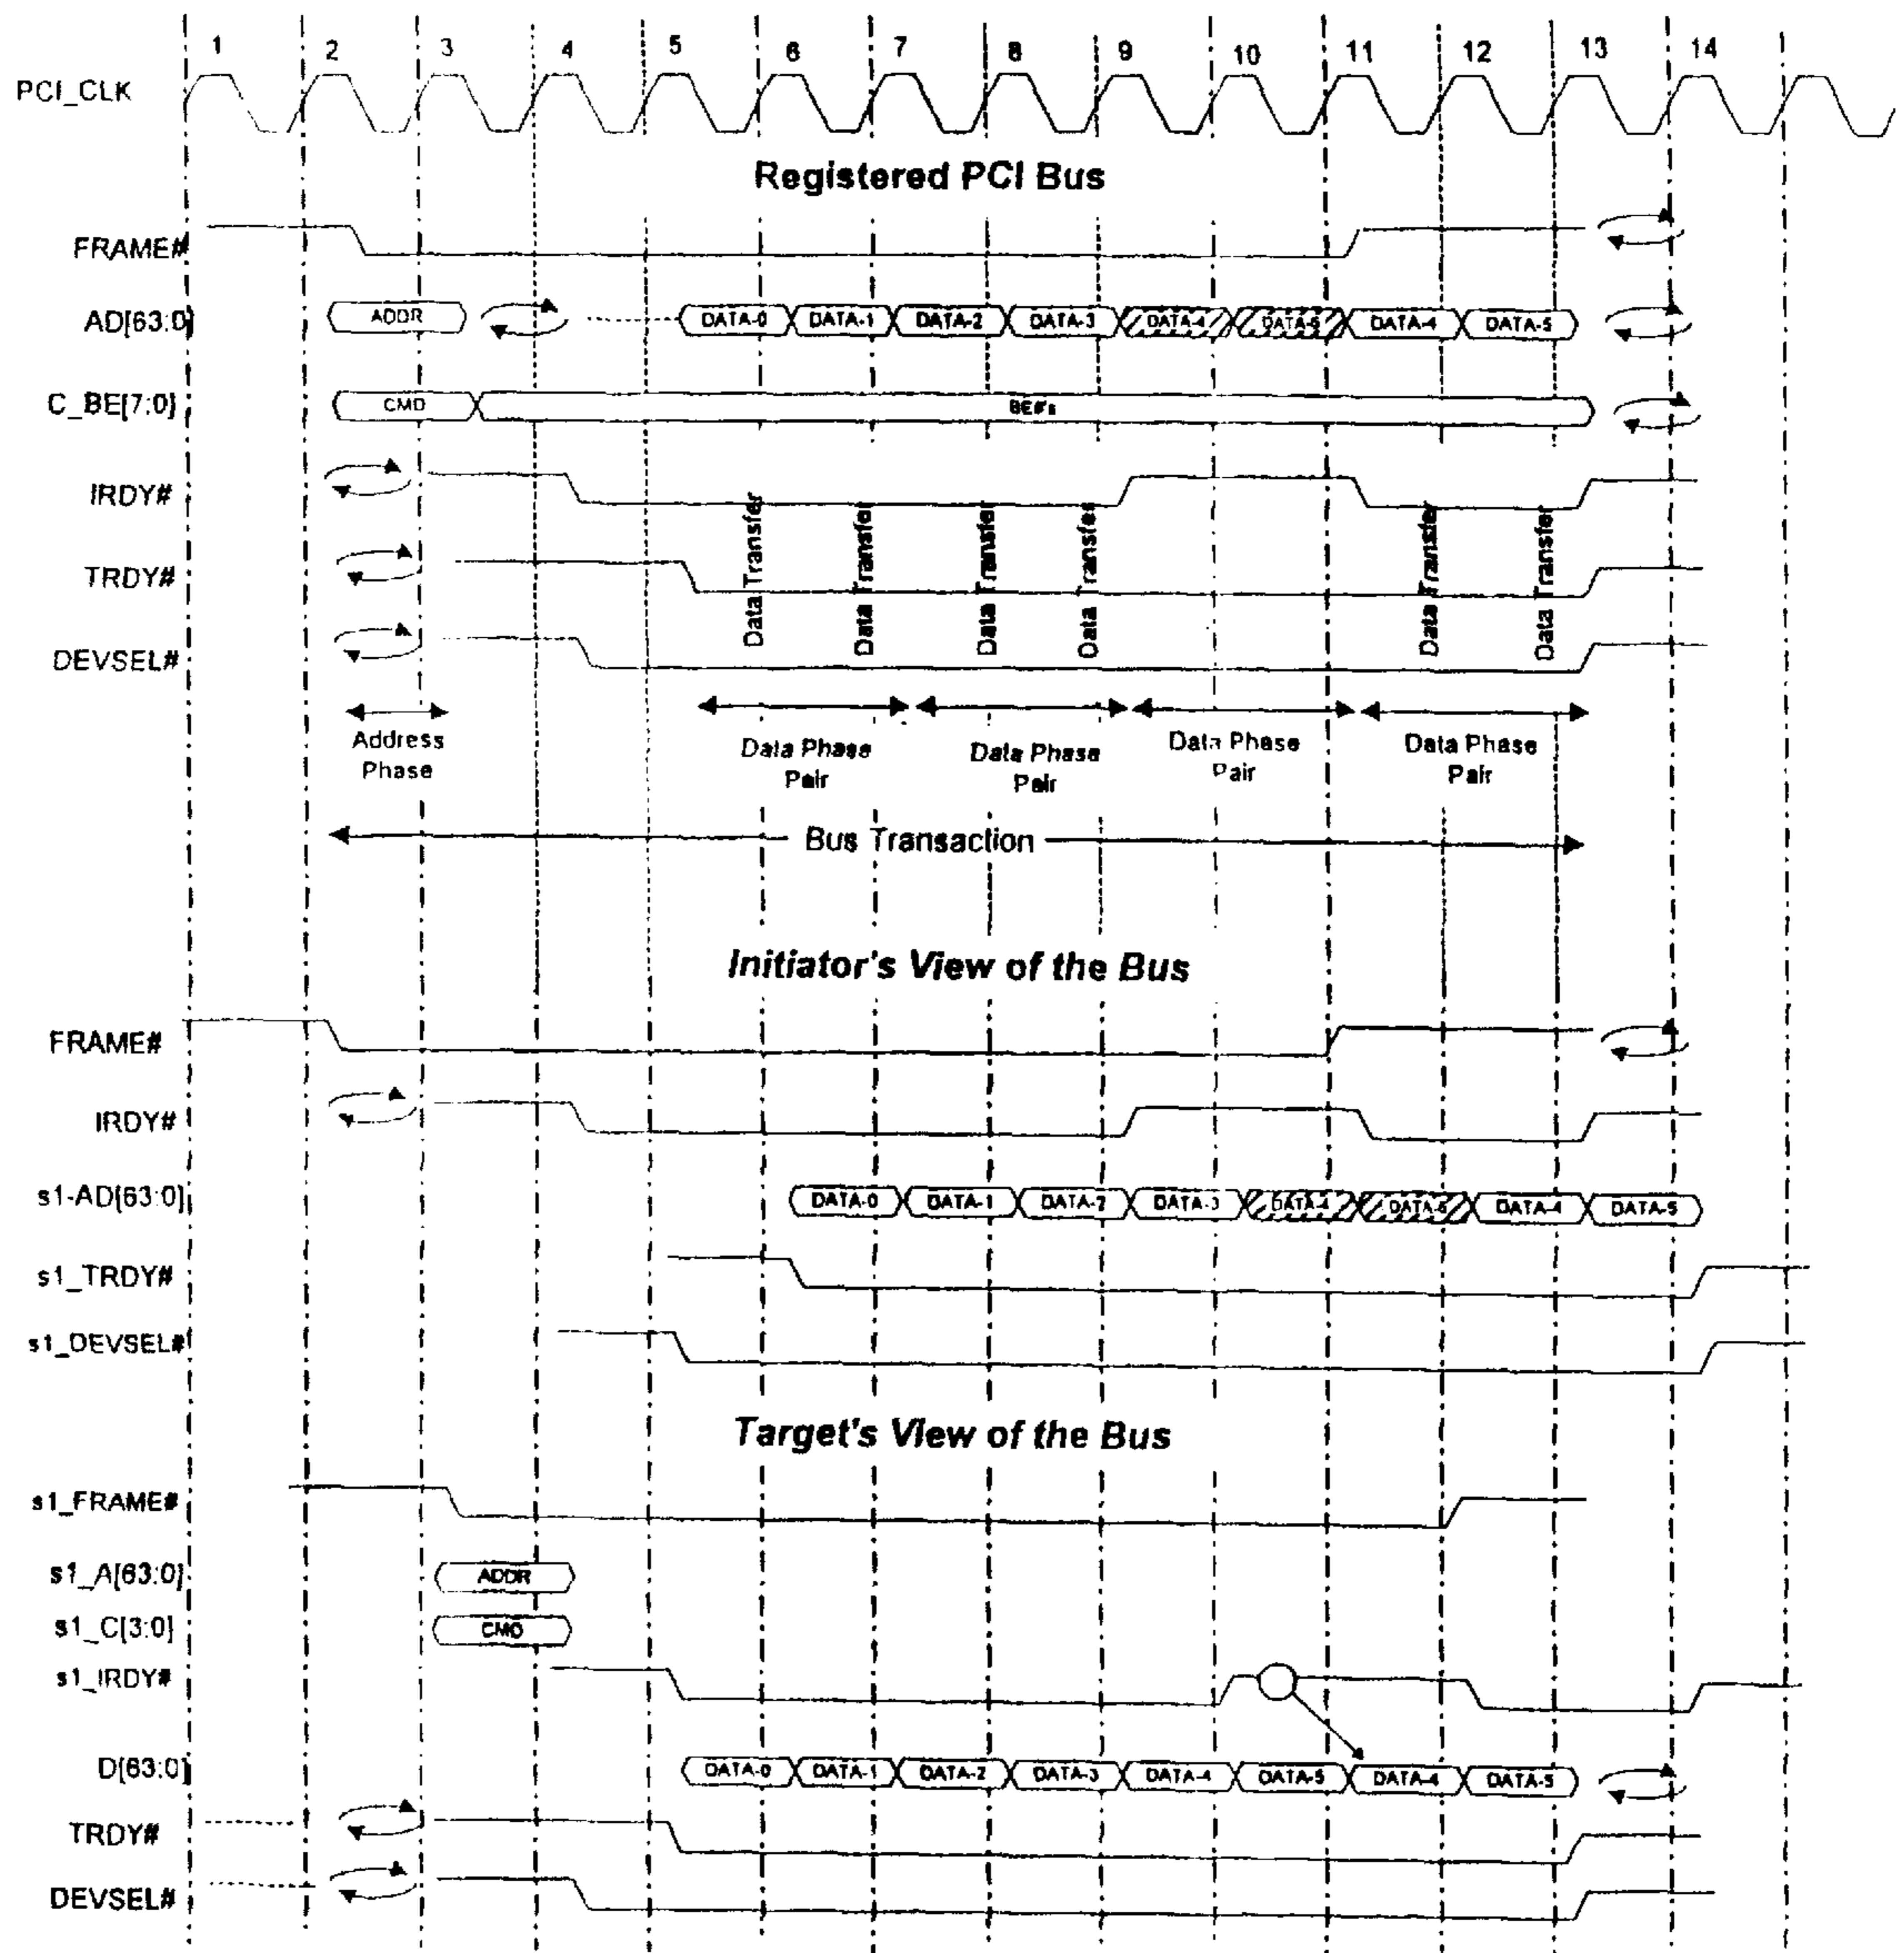 1 2 3 4 5 6 7 8 9 10 11 12 13 14
PCI_CLK
Registered PCI Bus
FRAME#
AD[63:0] ADDR DATA-0 DATA-1 DATA-2 DATA-3 DATA-4 DATA-5 DATA-4 DATA-5
C_BE[7:0] CMD BE#'s
IRDY#
Data Transfer Data Transfer Data Transfer Data Transfer Data Transfer Data Transfer
TRDY#
DEVSEL#
Address Phase
Data Phase Pair
Data Phase Pair
Data Phase Pair
Data Phase Pair
Bus Transaction
Initiator's View of the Bus
FRAME#
IRDY#
s1-AD[63:0] DATA-0 DATA-1 DATA-2 DATA-3 DATA-4 DATA-5 DATA-4 DATA-5
s1_TRDY#
s1_DEVSEL#
Target's View of the Bus
s1_FRAME#
s1_A[63:0] ADDR
s1_C[3:0] CMD
s1_IRDY#
D[63:0] DATA-0 DATA-1 DATA-2 DATA-3 DATA-4 DATA-5 DATA-4 DATA-5
TRDY#
DEVSEL#